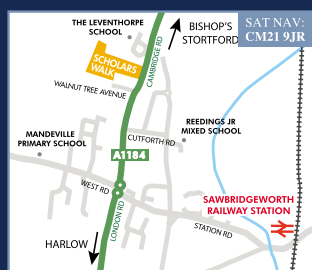 THE LEVENTHORPE
SCHOOL
BISHOP'S
STORTFORD
SAT NAV:
CM21 9JR
SCHOLARS
WALK
CAMBRIDGE RD
WALNUT TREE AVENUE
MANDEVILLE
PRIMARY SCHOOL
CUTFORTH RD
REEDINGS JR
MIXED SCHOOL
A1184
WEST RD
LONDON RD
SAWBRIDGEWORTH
RAILWAY STATION
STATION RD
HARLOW